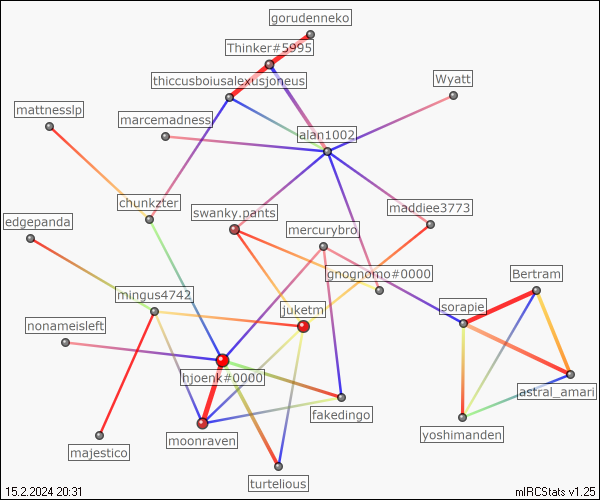 gorudenneko
Thinker#5995
thiccusboiusalexusjoneus
Wyatt
mattnesslp
marcemadness
alan1002
chunkzter
swanky.pants
maddiee3773
edgepanda
mercurybro
gnognomo#0000
Bertram
mingus4742
juketm
sorapie
nonameisleft
hjoenk#0000
astral_amari
fakedingo
moonraven
yoshimanden
majestico
turtelious
15.2.2024 20:31
mIRCStats v1.25